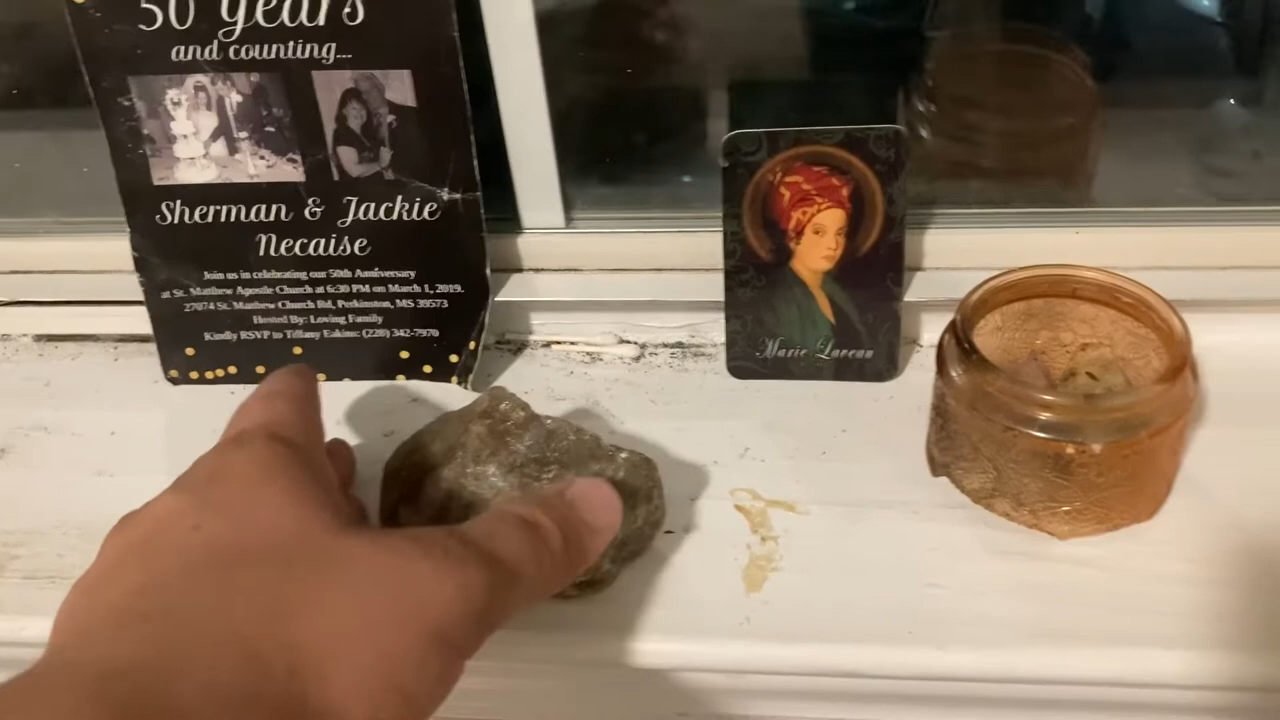 50 years
and counting...
Sherman & Jackie
Necaise
Join us in celebrating our 50th Anniversary
at St. Matthew Apostle Church at 6:30 PM on March 1, 2019.
27074 St. Matthew Church Rd, Perkinston, MS 39573
Hosted By: Loving Family
Kindly RSVP to Tiffany Eakins: (228) 342-7970
Marie Laveau